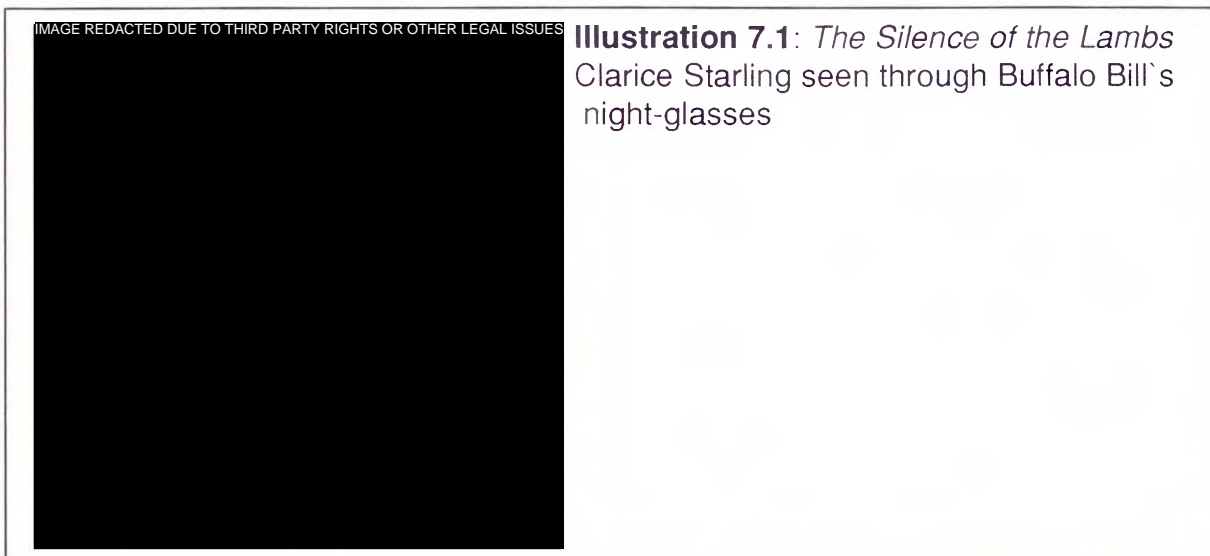 IMAGE REDACTED DUE TO THIRD PARTY RIGHTS OR OTHER LEGAL ISSUES
Illustration 7.1: The Silence of the Lambs
Clarice Starling seen through Buffalo Bill`s
night-glasses